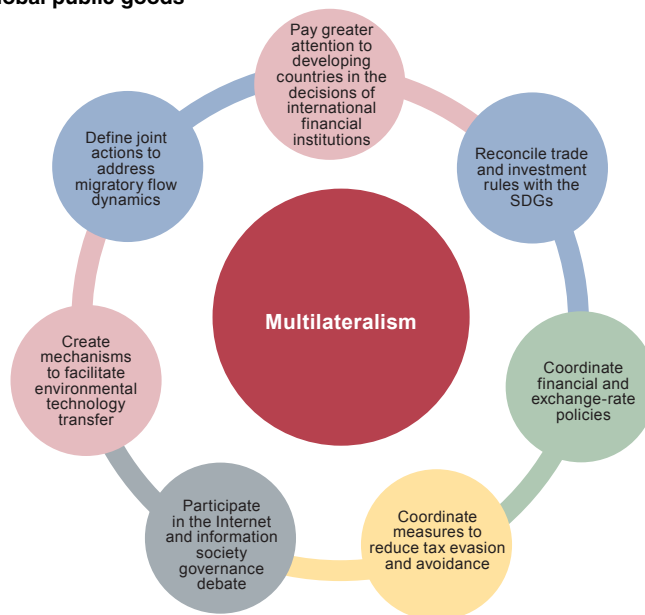 public goods
Pay greater
attention to
developing
countries in the
decisions of
international
financial
institutions
Reconcile trade
and investment
rules with the
SDGs
Coordinate
financial and
exchange-rate
policies
Coordinate
measures to
reduce tax evasion
and avoidance
Participate
in the Internet
and information
society
governance
debate
Create
mechanisms
to facilitate
environmental
technology
transfer
Define joint
actions to
address
migratory flow
dynamics
Multilateralism